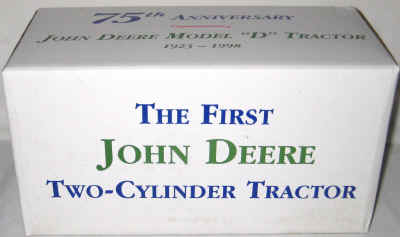 75th Anniversary
John Deere Model "D" Tractor
1923 - 1998
The First
John Deere
Two-Cylinder Tractor